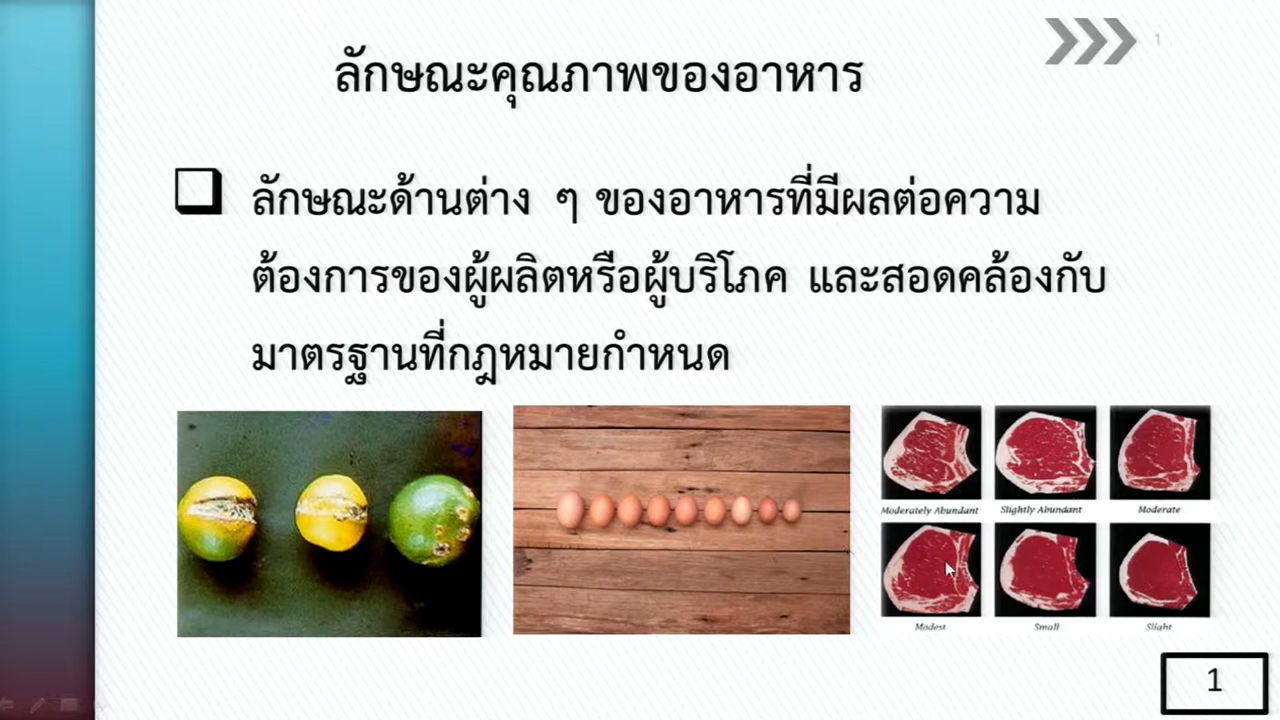 1
ลักษณะคุณภาพของอาหาร
ลักษณะด้านต่าง ๆ ของอาหารที่มีผลต่อความ
ต้องการของผู้ผลิตหรือผู้บริโภค และสอดคล้องกับ
มาตรฐานที่กฎหมายกำหนด
Moderately Abundant
Slightly Abundant
Moderate
Modest
Small
Slight
1